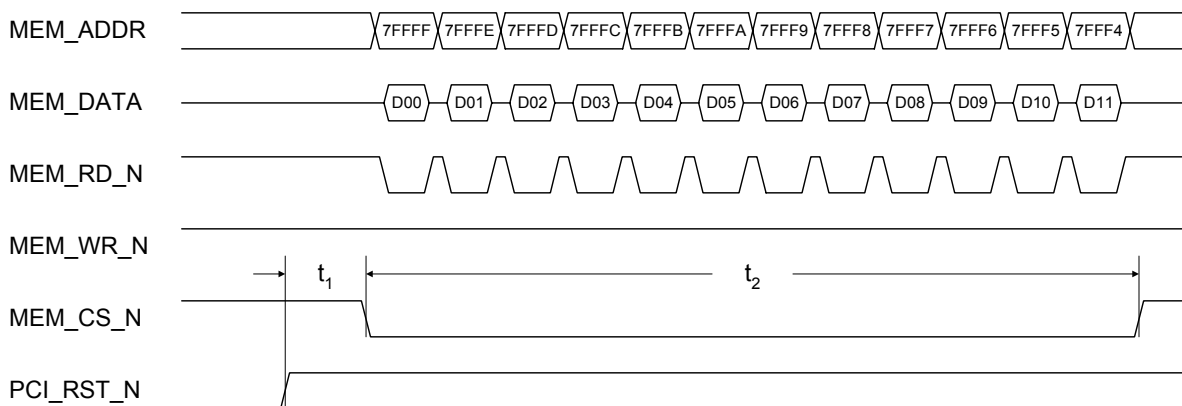 MEM_ADDR 7FFFF 7FFFE 7FFFD 7FFFC 7FFFB 7FFFA 7FFF9 7FFF8 7FFF7 7FFF6 7FFF5 7FFF4
MEM_DATA D00 D01 D02 D03 D04 D05 D06 D07 D08 D09 D10 D11
MEM_RD_N
MEM_WR_N
t1 t2
MEM_CS_N
PCI_RST_N